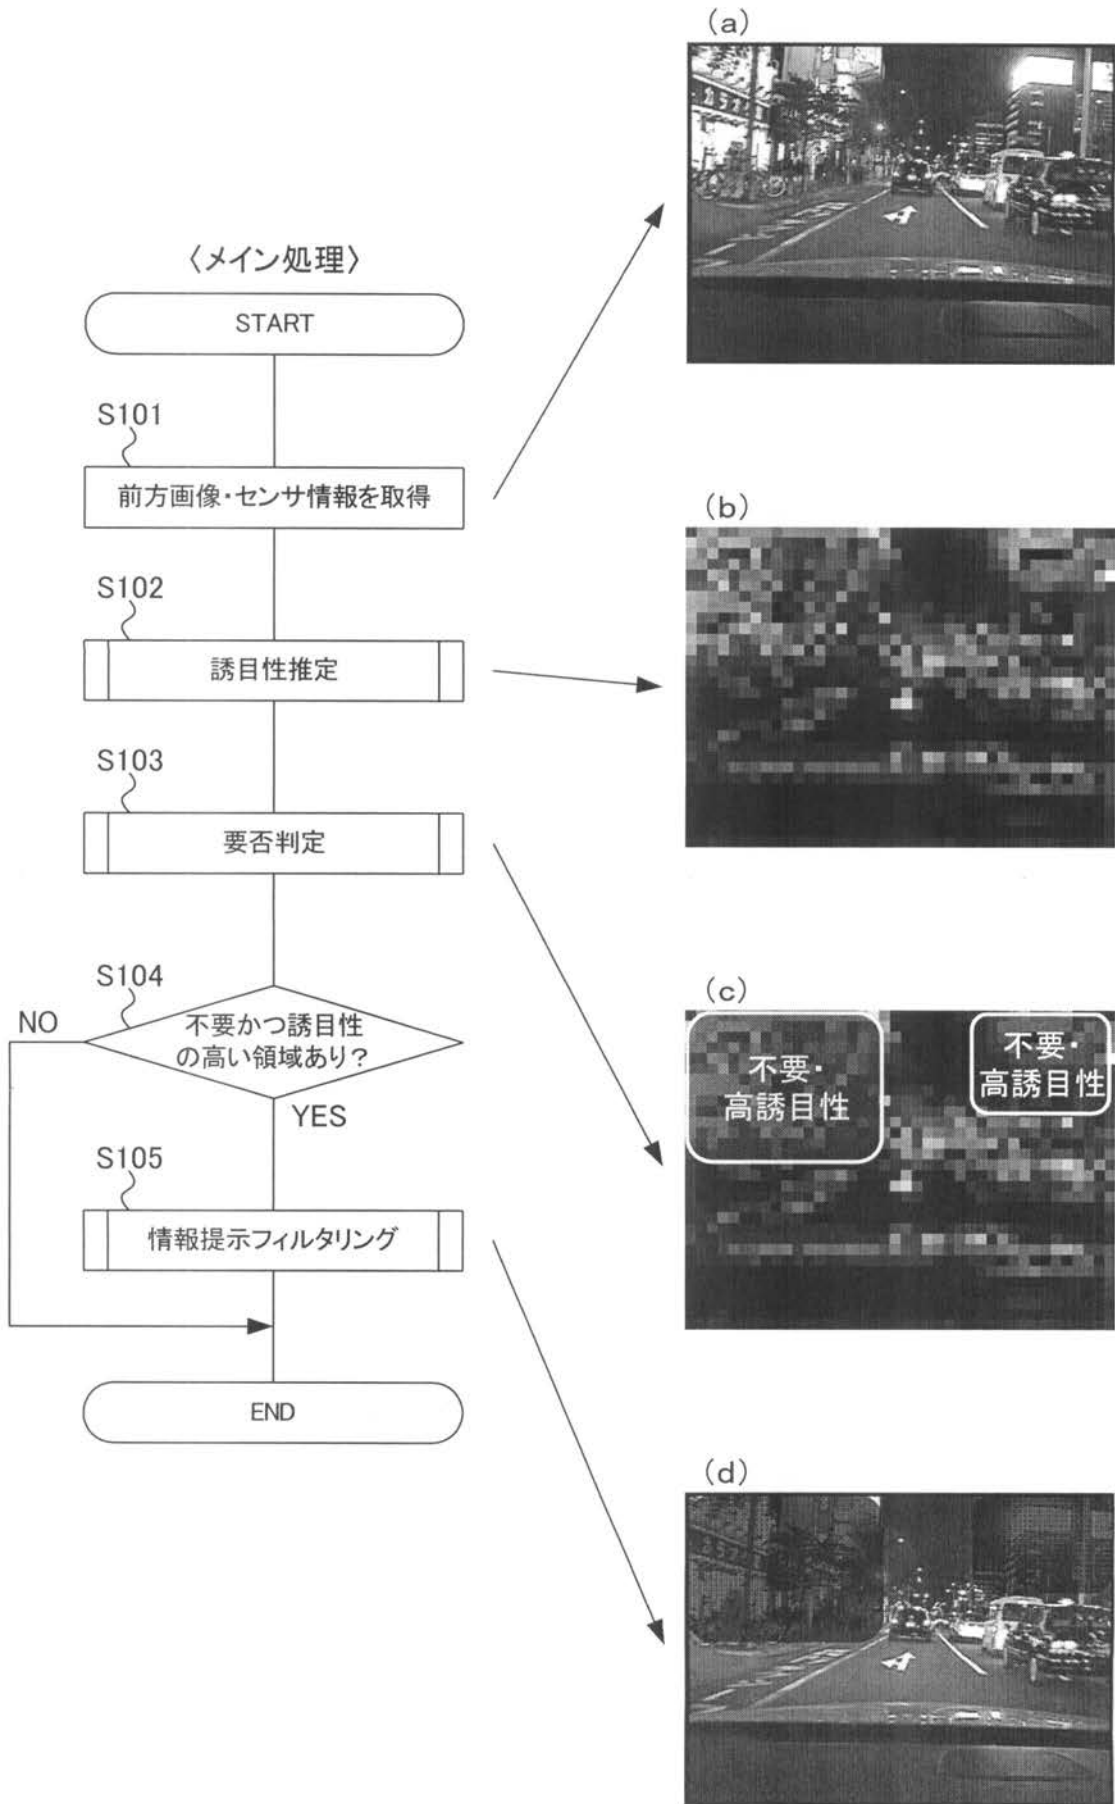 〈メイン処理〉
START
S101
前方画像・センサ情報を取得
S102
誘目性推定
S103
要否判定
S104
不要かつ誘目性
の高い領域あり？
NO
YES
S105
情報提示フィルタリング
END
(a)
(b)
(c)
不要・
高誘目性
不要・
高誘目性
(d)